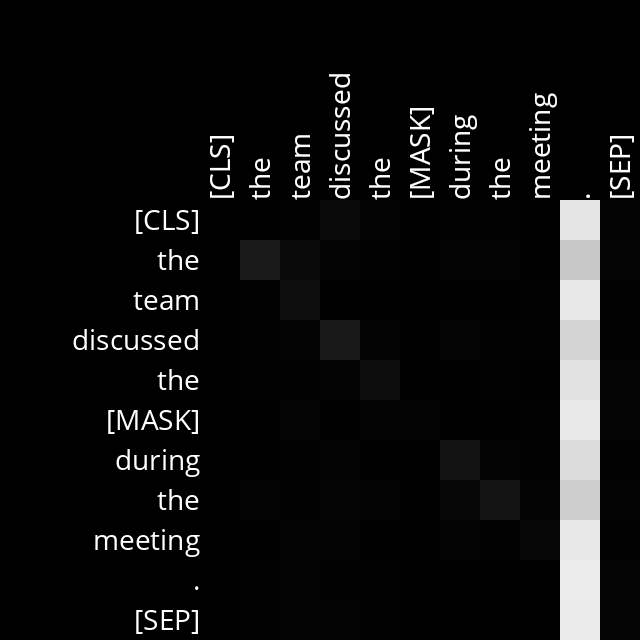 [CLS] the team discussed the [MASK] during the meeting . [SEP]
[CLS]
the
team
discussed
the
[MASK]
during
the
meeting
.
[SEP]